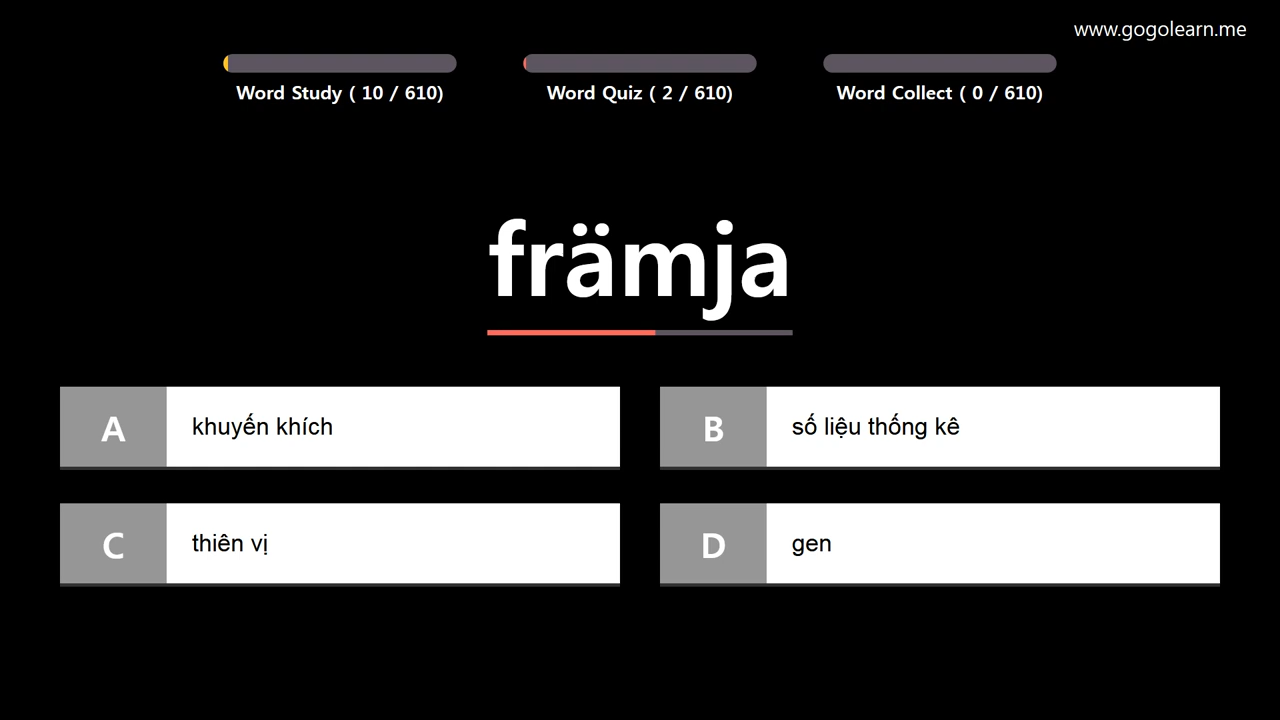 www.gogolearn.me
Word Study ( 10 / 610)
Word Quiz ( 2 / 610)
Word Collect ( 0 / 610)
främja
A
khuyến khích
B
số liệu thống kê
C
thiên vị
D
gen